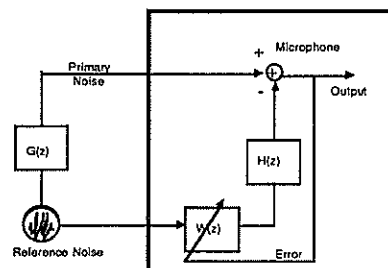 +
Microphone
Primary
Noise
+
-
Output
G(z)
H(z)
W(z)
Reference Noise
Error